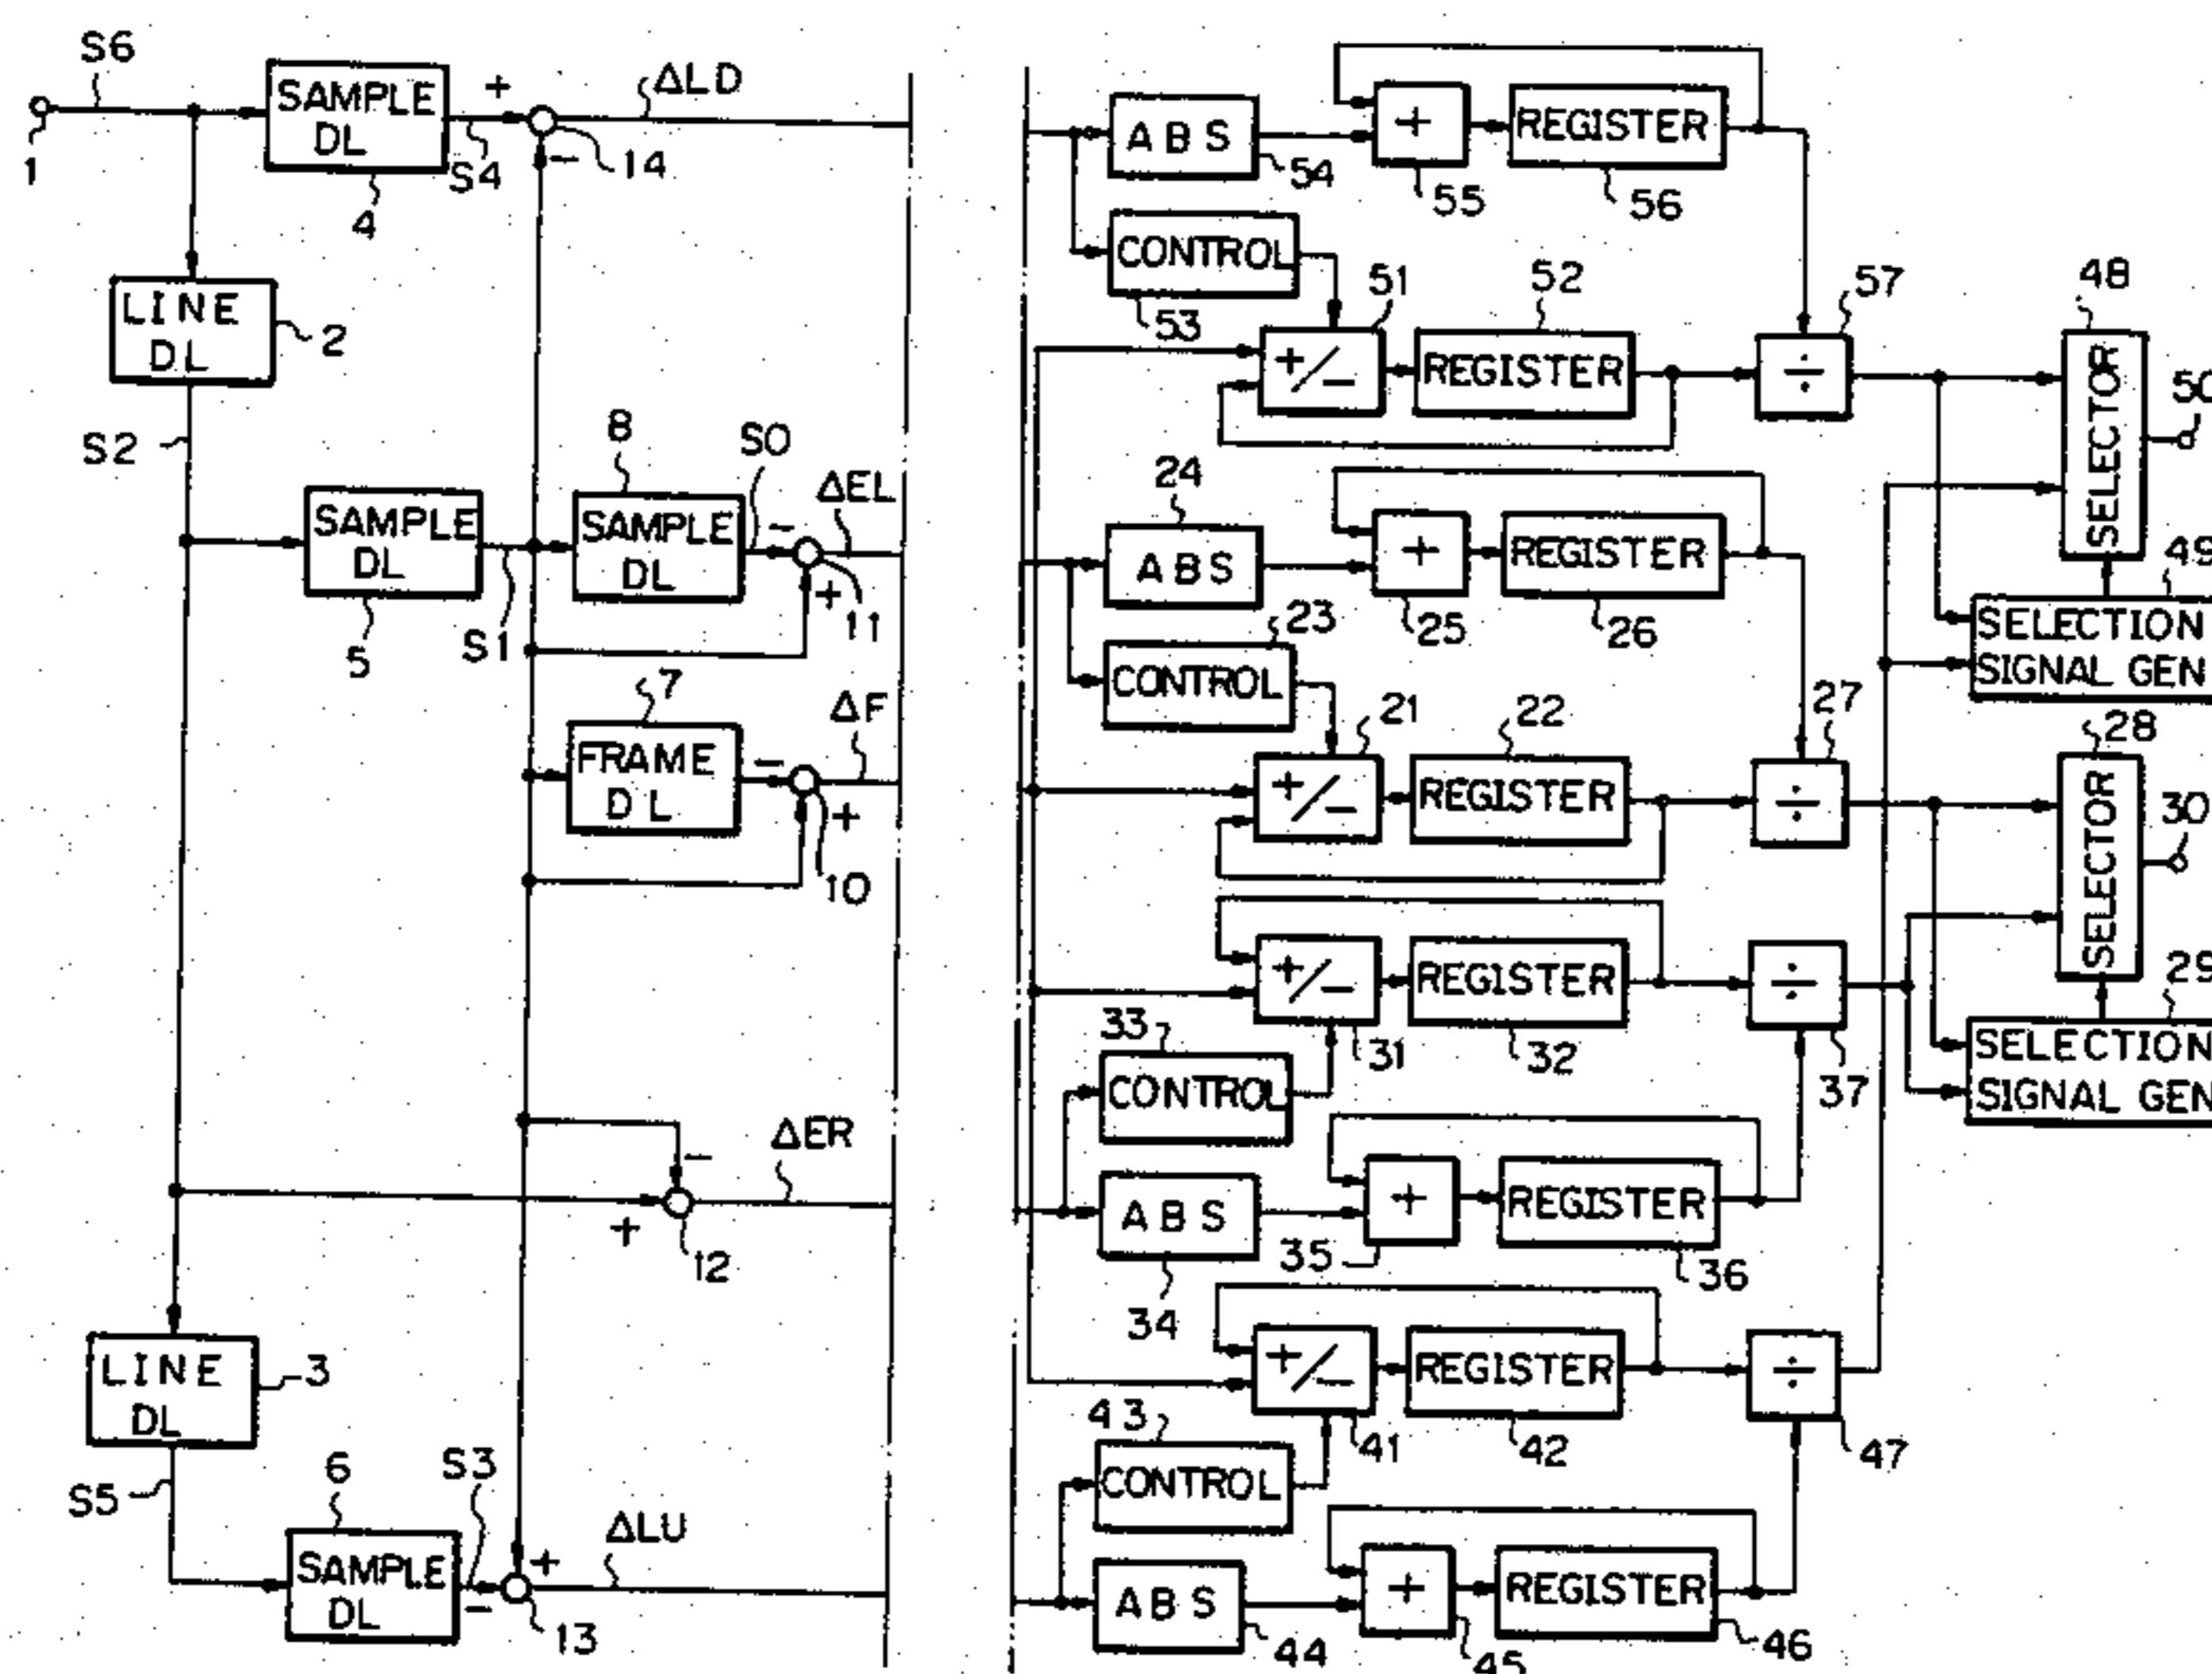 S6
SAMPLE
DL
+
ΔLD
1
4
S4
−
14
LINE
DL
2
S2
SAMPLE
DL
5
S1
8
SAMPLE
DL
S0
−
ΔEL
+
11
7
FRAME
DL
−
ΔF
+
10
−
ΔER
+
12
LINE
DL
3
S5
6
SAMPLE
DL
S3
−
+
ΔLU
13
ABS
54
+
55
REGISTER
56
CONTROL
53
51
+/−
52
REGISTER
57
÷
48
SELECTOR
50
24
ABS
+
25
REGISTER
26
49
SELECTION
SIGNAL GEN
23
CONTROL
21
+/−
22
REGISTER
27
÷
28
SELECTOR
30
+/−
31
REGISTER
32
÷
37
29
SELECTION
SIGNAL GEN
33
CONTROL
ABS
34
+
35
REGISTER
36
+/−
41
REGISTER
42
÷
47
43
CONTROL
ABS
44
+
45
REGISTER
46